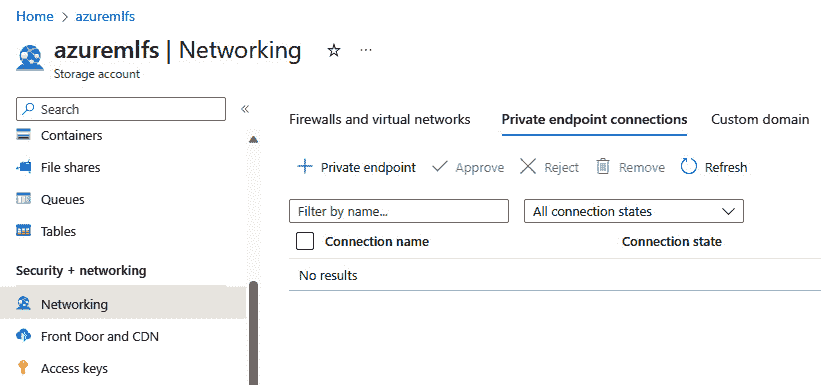 Home > azuremlfs
azuremlfs | Networking ☆ ...
Storage account
Search «
Containers
File shares
Queues
Tables
Security + networking
Networking
Front Door and CDN
Access keys
Firewalls and virtual networks Private endpoint connections Custom domain
+ Private endpoint Approve Reject Remove Refresh
Filter by name... All connection states
Connection name Connection state
No results